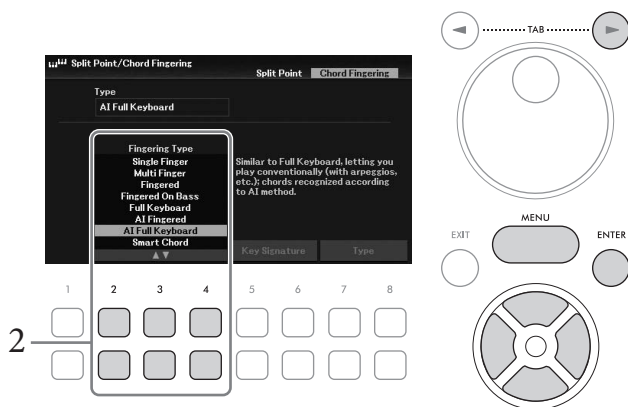 TAB
Split Point/Chord Fingering
Split Point Chord Fingering
Type
AI Full Keyboard
Fingering Type
Single Finger
Multi Finger
Fingered
Fingered On Bass
Full Keyboard
AI Fingered
AI Full Keyboard
Smart Chord
Similar to Full Keyboard, letting you
play conventionally (with arpeggios,
etc.); chords recognized according
to AI method.
Key Signature Type
EXIT MENU ENTER
1 2 3 4 5 6 7 8
2